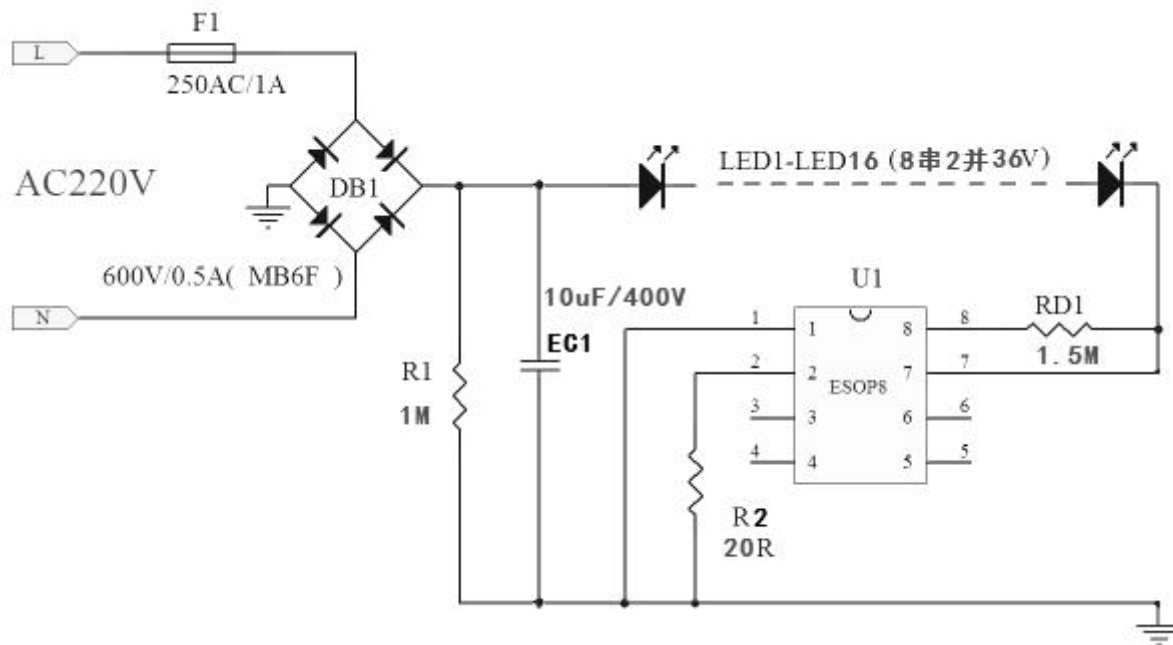 F1
L
250AC/1A
AC220V
DB1
LED1-LED16 (8串2并36V)
600V/0.5A( MB6F )
N
10uF/400V
EC1
R1
1M
U1
1
1
8
8
RD1
1.5M
2
2
7
7
ESOP8
3
3
6
6
4
4
5
5
R2
20R